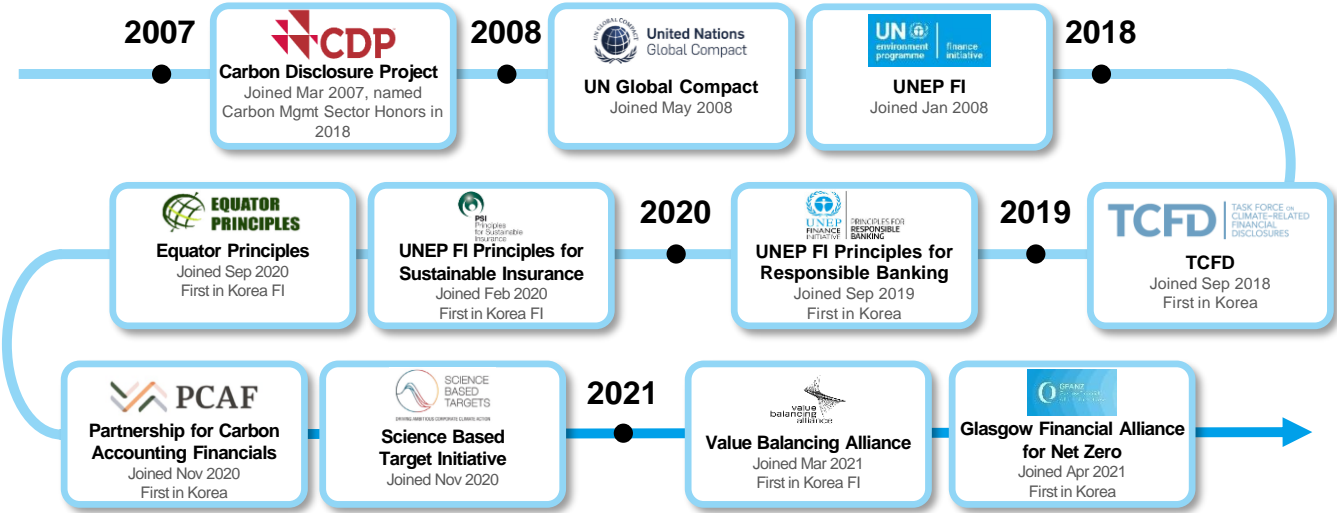 2007
CDP
Carbon Disclosure Project
Joined Mar 2007, named
Carbon Mgmt Sector Honors in
2018
2008
United Nations
Global Compact
UN Global Compact
Joined May 2008
UN
environment
programme
finance
initiative
UNEP FI
Joined Jan 2008
2018
TCFD
TASK FORCE ON
CLIMATE-RELATED
FINANCIAL
DISCLOSURES
TCFD
Joined Sep 2018
First in Korea
2019
UNEP
FINANCE
INITIATIVE
PRINCIPLES FOR
RESPONSIBLE
BANKING
UNEP FI Principles for
Responsible Banking
Joined Sep 2019
First in Korea
2020
PSI
Principles
for Sustainable
Insurance
UNEP FI Principles for
Sustainable Insurance
Joined Feb 2020
First in Korea FI
EQUATOR
PRINCIPLES
Equator Principles
Joined Sep 2020
First in Korea FI
PCAF
Partnership for Carbon
Accounting Financials
Joined Nov 2020
First in Korea
SCIENCE
BASED
TARGETS
DRIVING AMBITIOUS CORPORATE CLIMATE ACTION
Science Based
Target Initiative
Joined Nov 2020
2021
value
balancing
alliance
Value Balancing Alliance
Joined Mar 2021
First in Korea FI
GFANZ
Glasgow Financial Alliance
for Net Zero
Joined Apr 2021
First in Korea